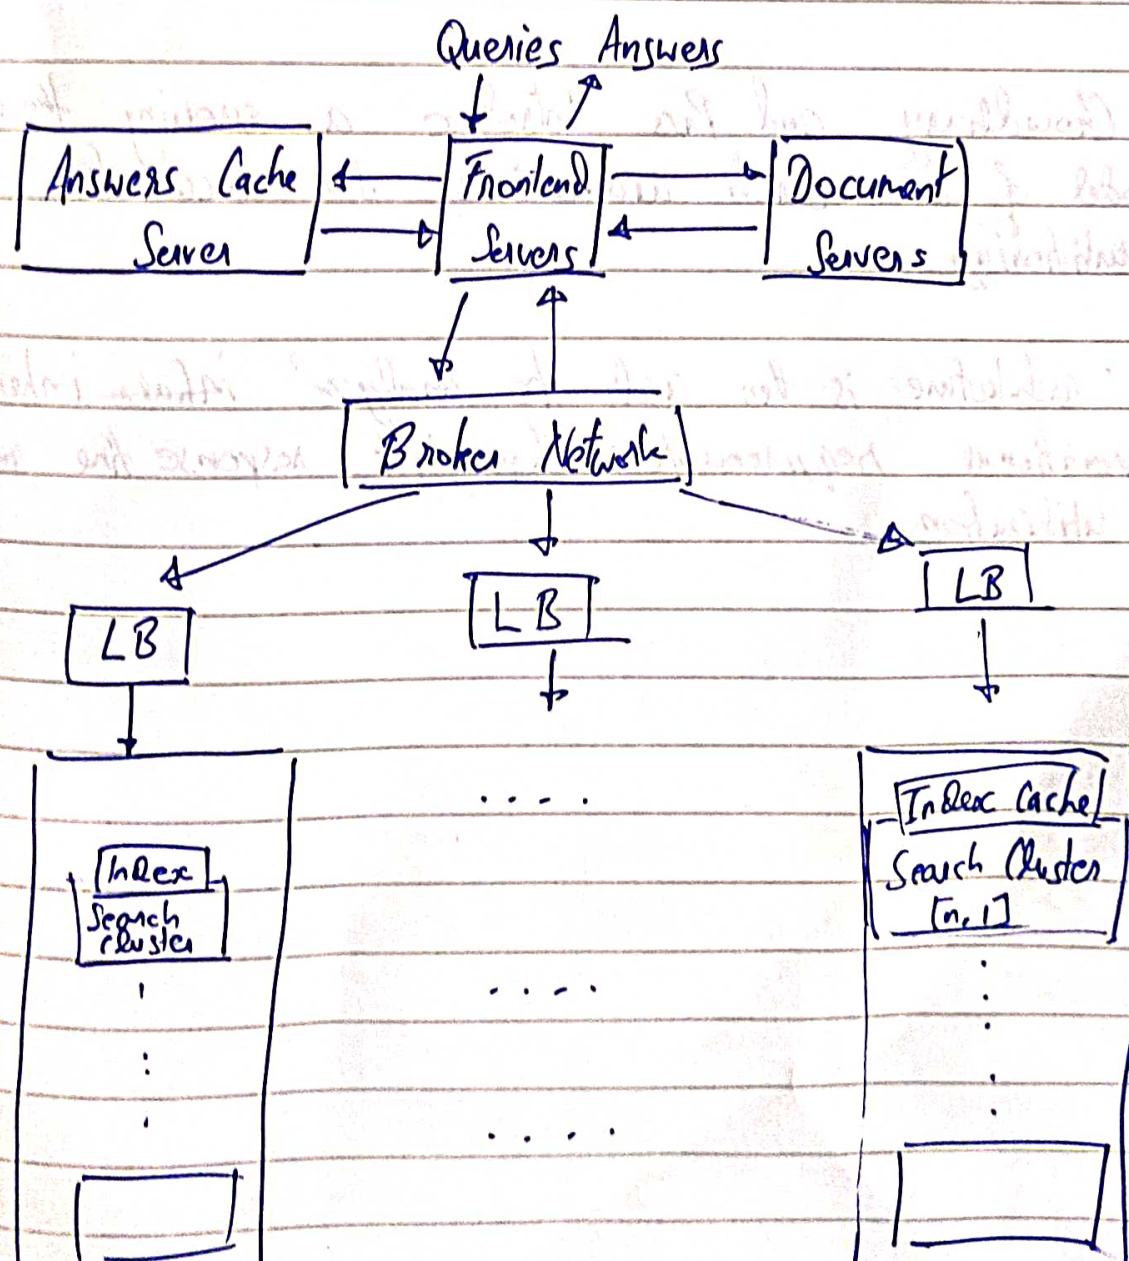 Queries Answers
Answers Cache
Server
Frontend
Servers
Document
Servers
Broker Network
LB
LB
LB
Index
Search
cluster
Index Cache
Search Cluster
[n, 1]